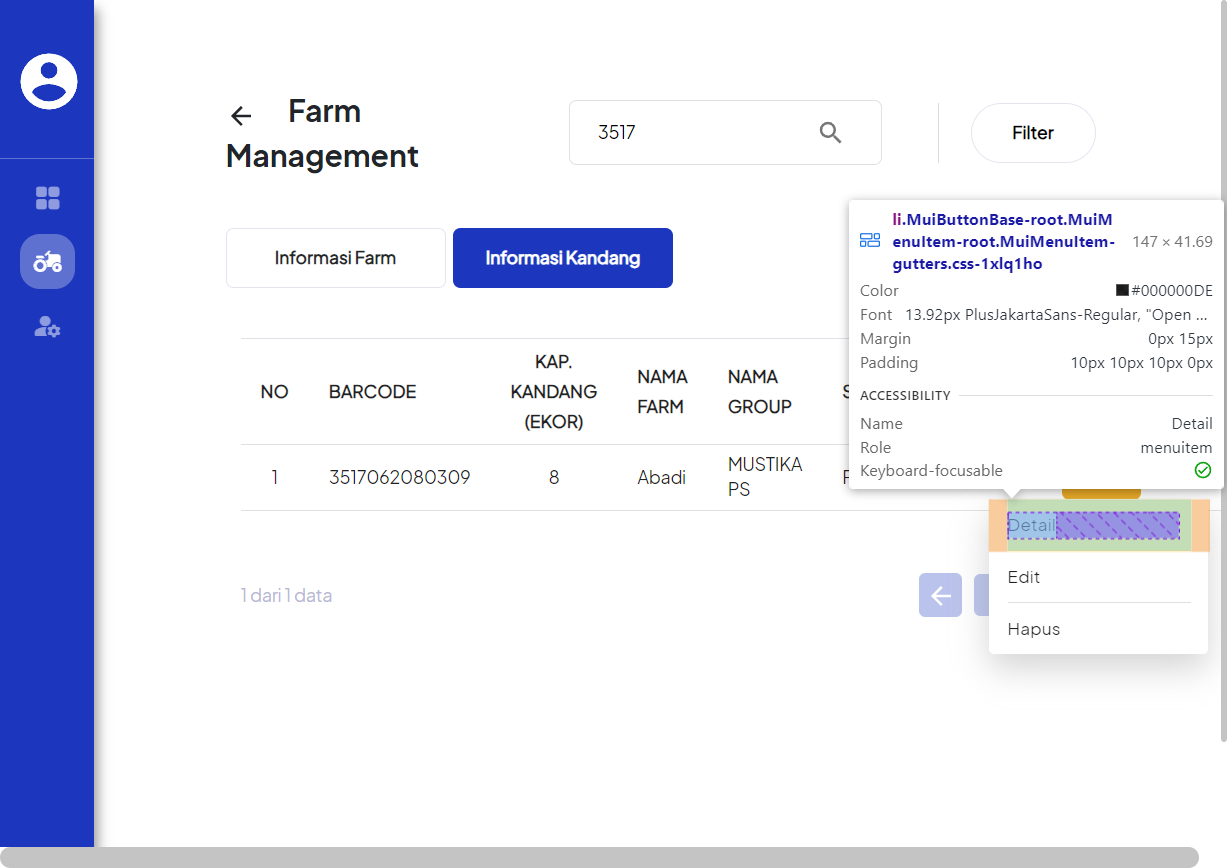 Farm
Management
3517
Filter
Informasi Farm
Informasi Kandang
li.MuiButtonBase-root.MuiM
enuItem-root.MuiMenuItem-
gutters.css-1xlq1ho
147 × 41.69
Color
#000000DE
Font
13.92px PlusJakartaSans-Regular, "Open ...
Margin
0px 15px
Padding
10px 10px 10px 0px
ACCESSIBILITY
Name
Detail
Role
menuitem
Keyboard-focusable
NO
BARCODE
KAP.
KANDANG
(EKOR)
NAMA
FARM
NAMA
GROUP
1
3517062080309
8
Abadi
MUSTIKA
PS
Detail
Edit
Hapus
1 dari 1 data